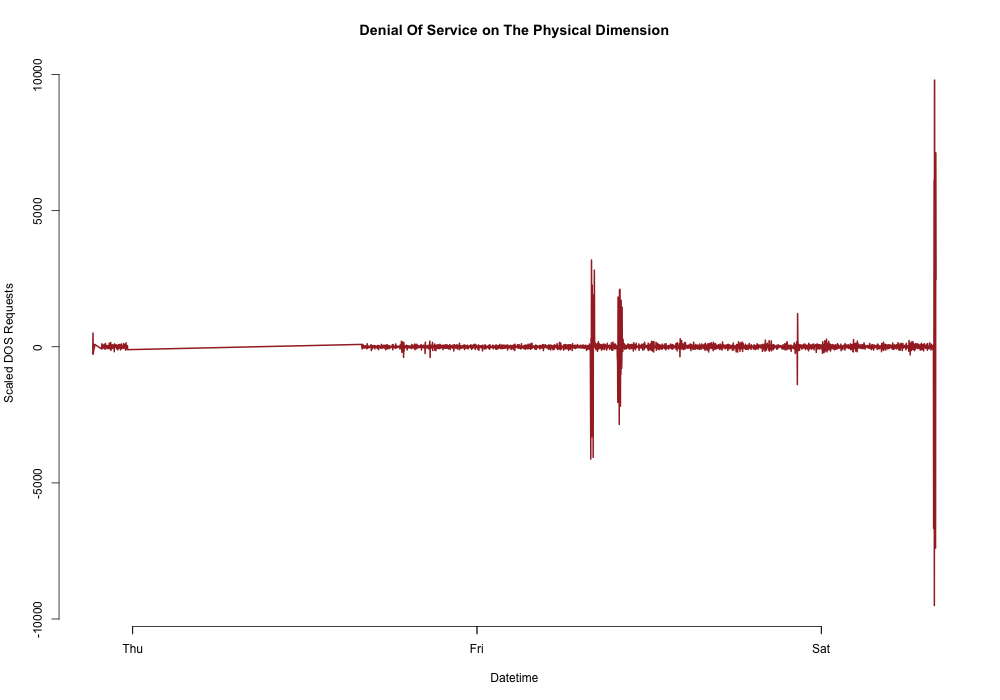 Denial Of Service on The Physical Dimension
Scaled DOS Requests
10000
5000
0
-5000
-10000
Thu
Fri
Sat
Datetime